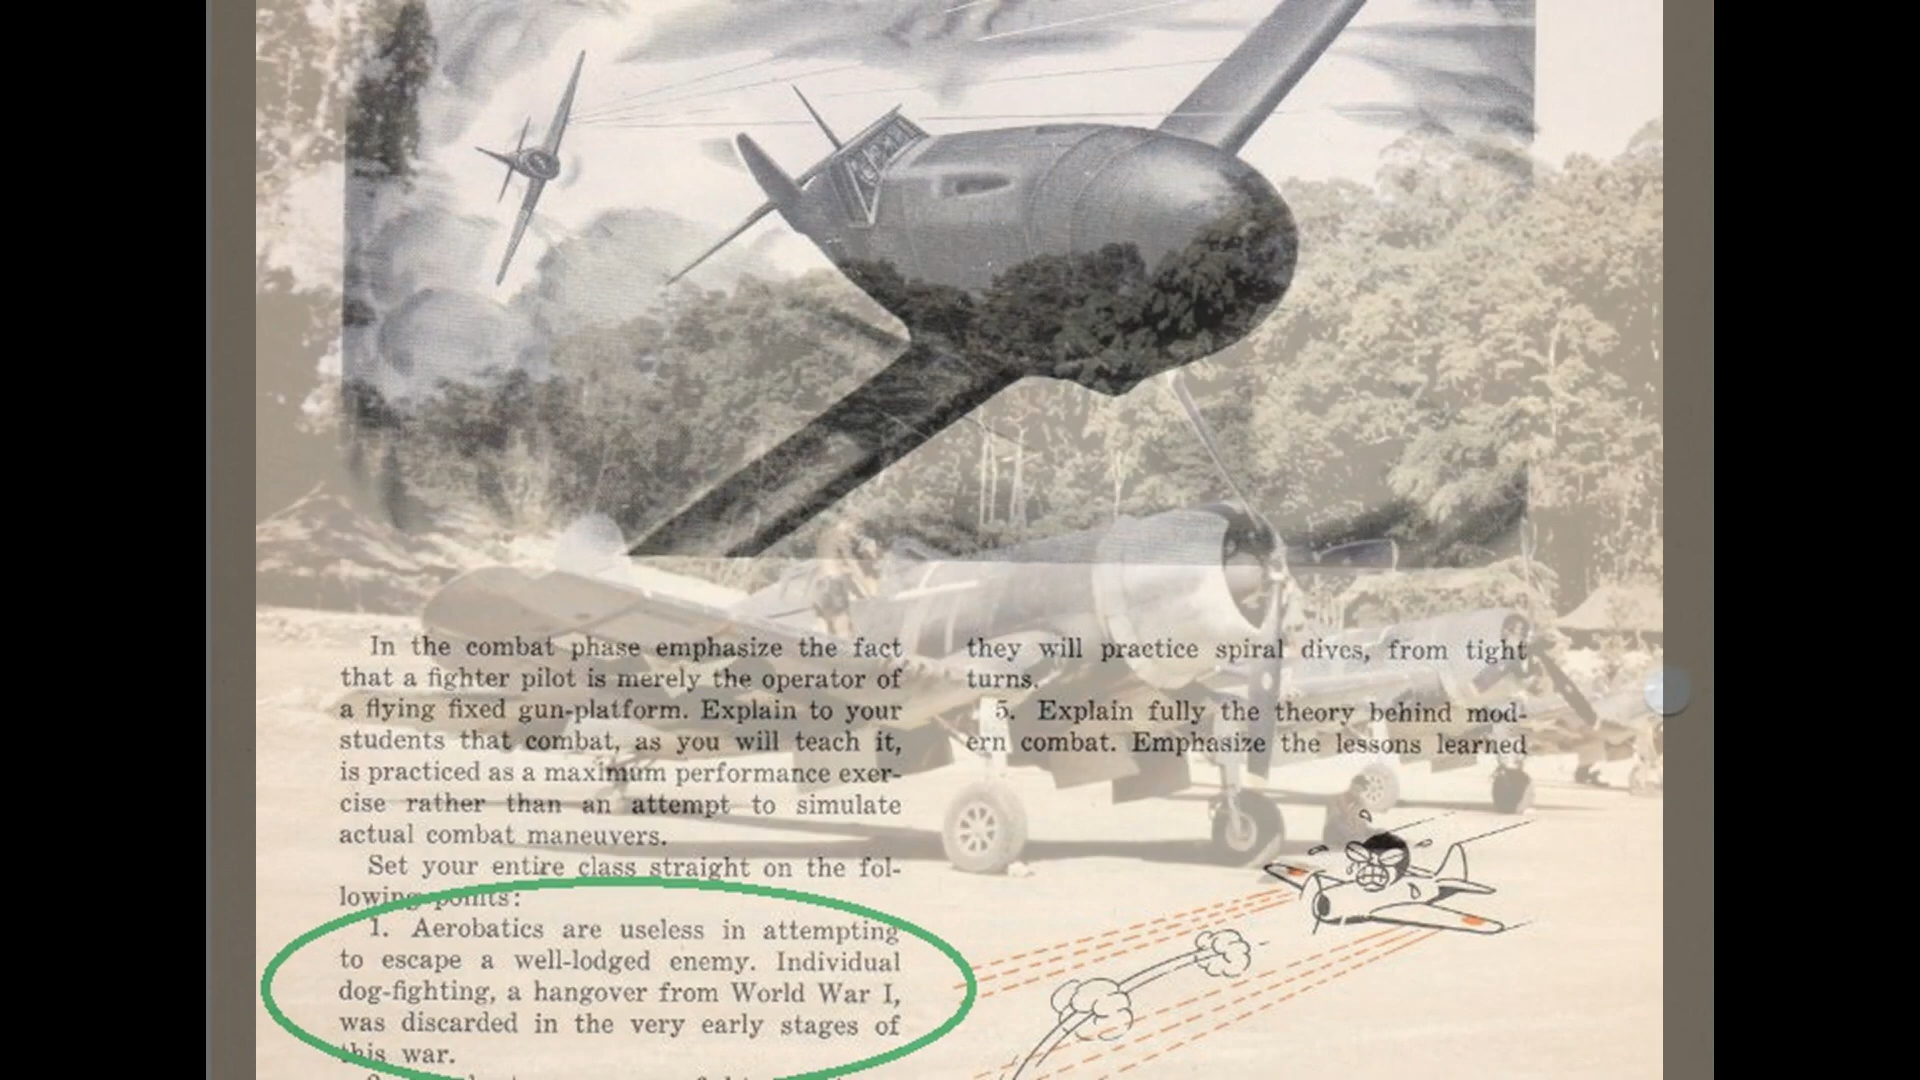 In the combat phase emphasize the fact
that a fighter pilot is merely the operator of
a flying fixed gun-platform. Explain to your
students that combat, as you will teach it,
is practiced as a maximum performance exer-
cise rather than an attempt to simulate
actual combat maneuvers.
Set your entire class straight on the fol-
lowing points:
1. Aerobatics are useless in attempting
to escape a well-lodged enemy. Individual
dog-fighting, a hangover from World War I,
was discarded in the very early stages of
this war.
they will practice spiral dives, from tight
turns.
5. Explain fully the theory behind mod-
ern combat. Emphasize the lessons learned